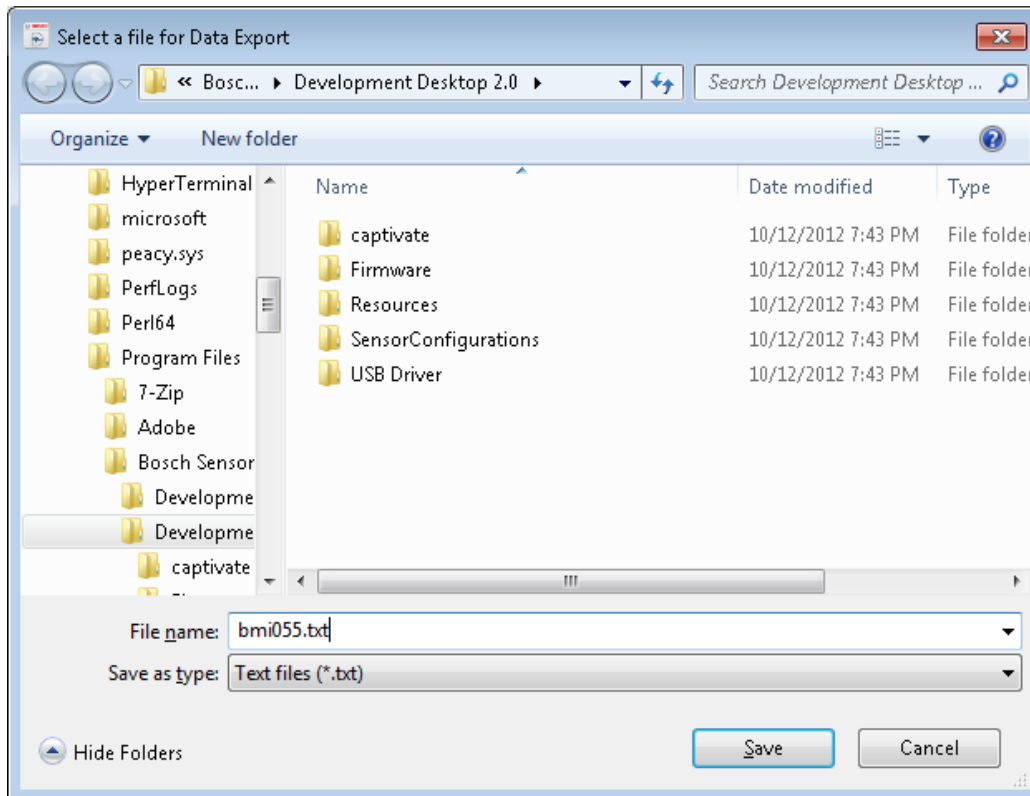 Select a file for Data Export
« Bosc... Development Desktop 2.0
Search Development Desktop ...
Organize New folder
HyperTerminal
microsoft
peacy.sys
PerfLogs
Perl64
Program Files
7-Zip
Adobe
Bosch Sensor
Developme
Developme
captivate
Name Date modified Type
captivate 10/12/2012 7:43 PM File folder
Firmware 10/12/2012 7:43 PM File folder
Resources 10/12/2012 7:43 PM File folder
SensorConfigurations 10/12/2012 7:43 PM File folder
USB Driver 10/12/2012 7:43 PM File folder
File name: bmi055.txt
Save as type: Text files (*.txt)
Hide Folders Save Cancel